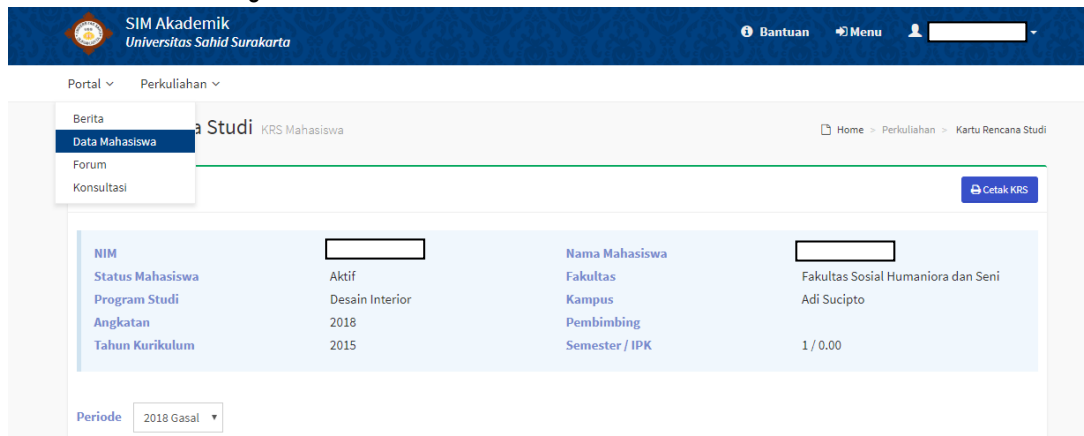 SIM Akademik
Universitas Sahid Surakarta
Bantuan Menu
Portal Perkuliahan
Berita
Data Mahasiswa
Forum
Konsultasi
a Studi KRS Mahasiswa
Home > Perkuliahan > Kartu Rencana Studi
Cetak KRS
NIM Nama Mahasiswa
Status Mahasiswa Aktif Fakultas Fakultas Sosial Humaniora dan Seni
Program Studi Desain Interior Kampus Adi Sucipto
Angkatan 2018 Pembimbing
Tahun Kurikulum 2015 Semester / IPK 1 / 0.00
Periode 2018 Gasal